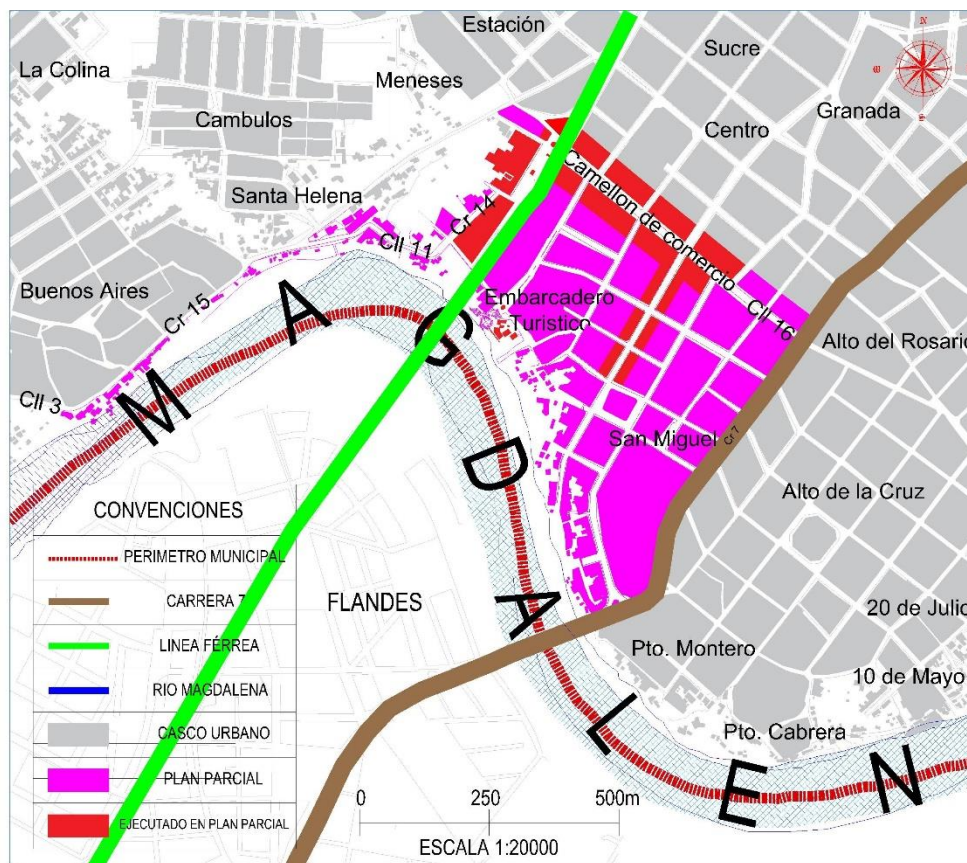 Estación
Sucre
La Colina
Meneses
Cambulos
Granada
Centro
N
O
E
S
Camellon de comercio
Santa Helena
Cr 14
Cll 11
Buenos Aires
Cr 15
Embarcadero
Turistico
Cll 16
Alto del Rosario
Cll 3
San Miguel
Cr 7
Alto de la Cruz
M A G D A L E N
CONVENCIONES
PERIMETRO MUNICIPAL
CARRERA 7
LINEA FÉRREA
RIO MAGDALENA
CASCO URBANO
PLAN PARCIAL
EJECUTADO EN PLAN PARCIAL
FLANDES
20 de Julio
Pto. Montero
10 de Mayo
Pto. Cabrera
0 250 500m
ESCALA 1:20000